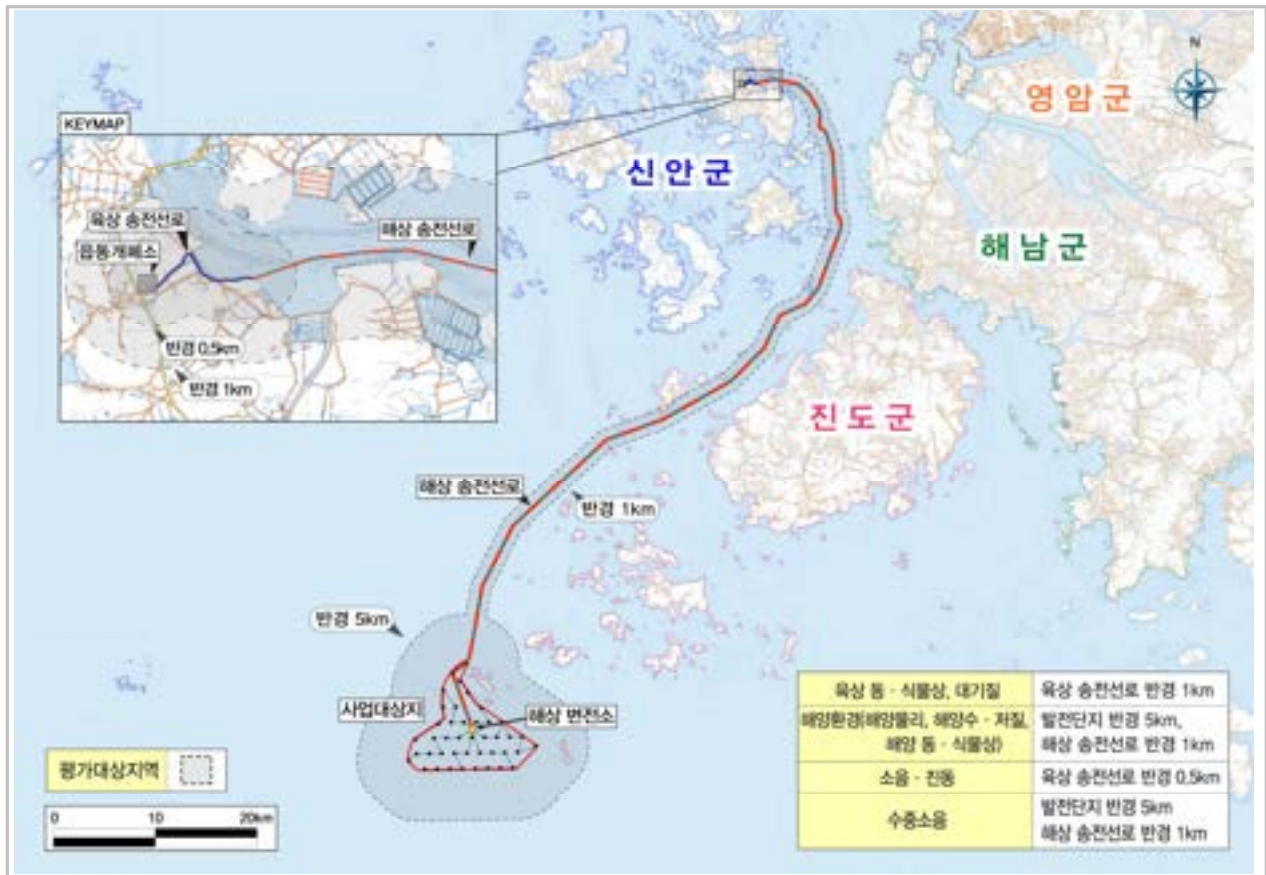 N
영암군
KEYMAP
신안군
육상 송전선로
해상 송전선로
읍동개폐소
해남군
반경 0.5km
반경 1km
진도군
해상 송전선로
반경 1km
반경 5km
사업대상지
해상 변전소
육상 동·식물상, 대기질
육상 송전선로 반경 1km
해양환경(해양물리, 해양수·저질,
해양 동·식물상)
발전단지 반경 5km,
해상 송전선로 반경 1km
소음·진동
육상 송전선로 반경 0.5km
수중소음
발전단지 반경 5km
해상 송전선로 반경 1km
평가대상지역
0 10 20km